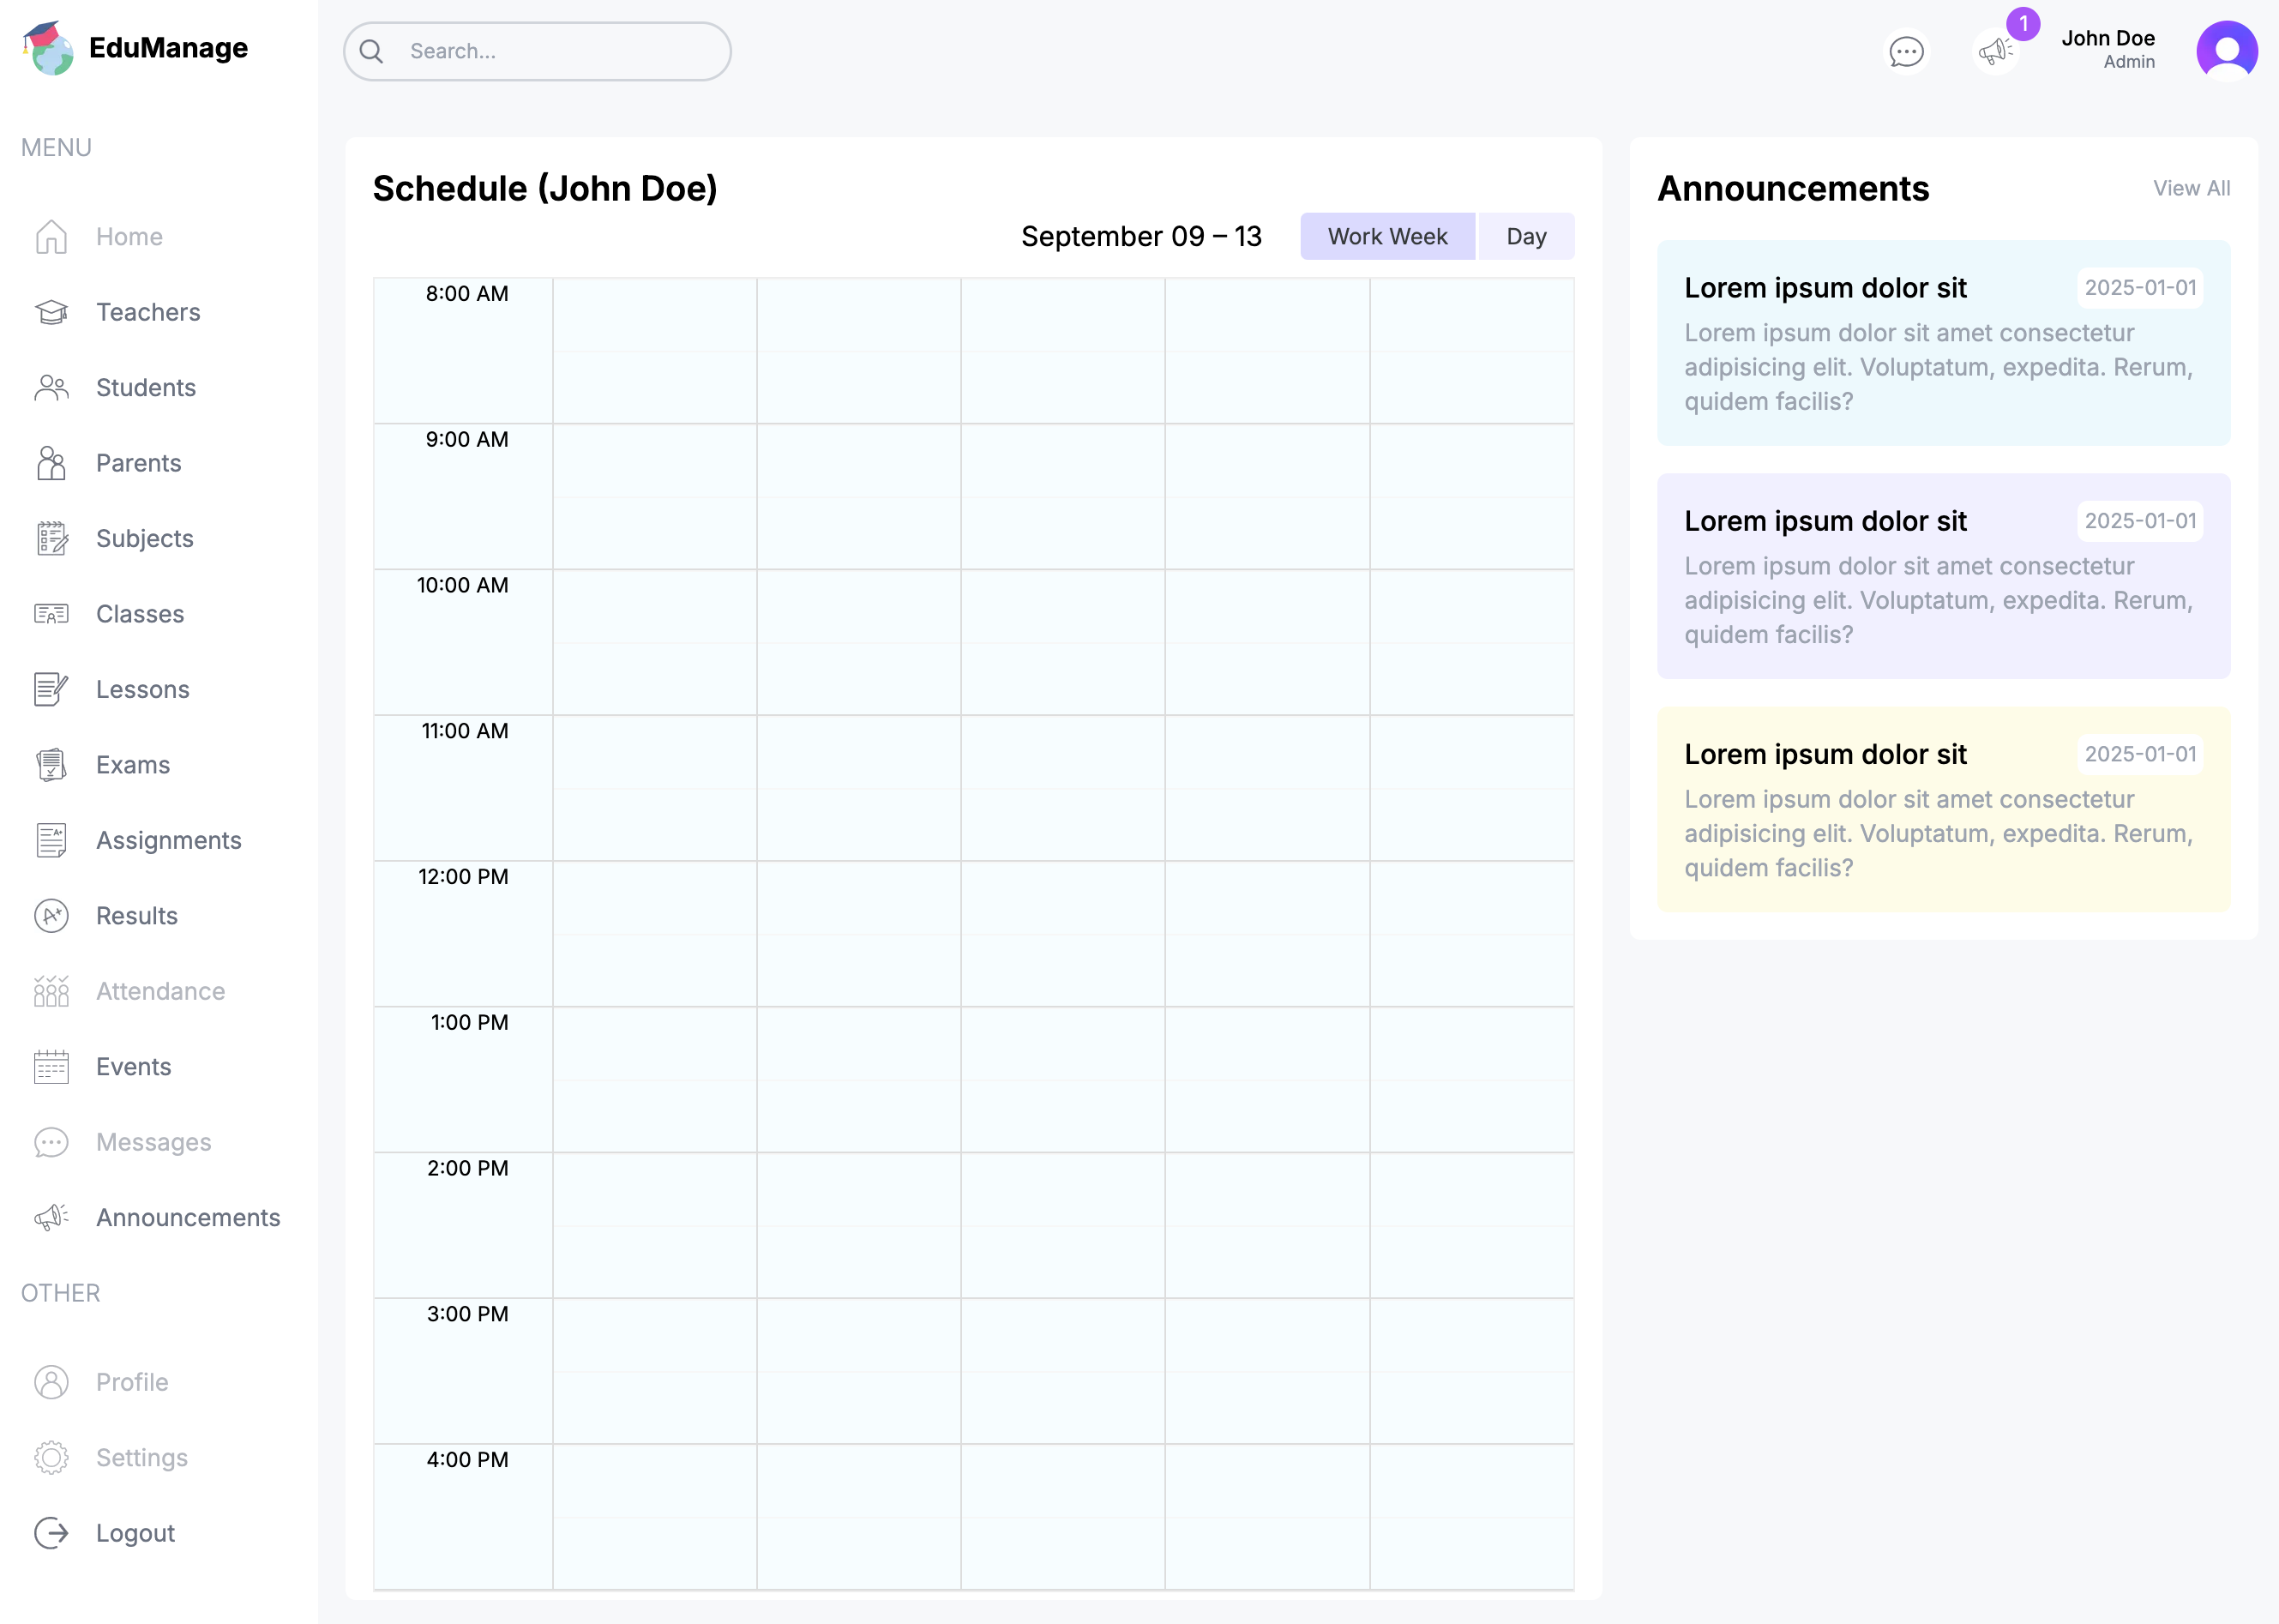 EduManage
Search...
1
John Doe
Admin
MENU
Home
Teachers
Students
Parents
Subjects
Classes
Lessons
Exams
Assignments
Results
Attendance
Events
Messages
Announcements
OTHER
Profile
Settings
Logout
Schedule (John Doe)
September 09 – 13
Work Week
Day
8:00 AM
9:00 AM
10:00 AM
11:00 AM
12:00 PM
1:00 PM
2:00 PM
3:00 PM
4:00 PM
Announcements
View All
Lorem ipsum dolor sit
2025-01-01
Lorem ipsum dolor sit amet consectetur
adipisicing elit. Voluptatum, expedita. Rerum,
quidem facilis?
Lorem ipsum dolor sit
2025-01-01
Lorem ipsum dolor sit amet consectetur
adipisicing elit. Voluptatum, expedita. Rerum,
quidem facilis?
Lorem ipsum dolor sit
2025-01-01
Lorem ipsum dolor sit amet consectetur
adipisicing elit. Voluptatum, expedita. Rerum,
quidem facilis?